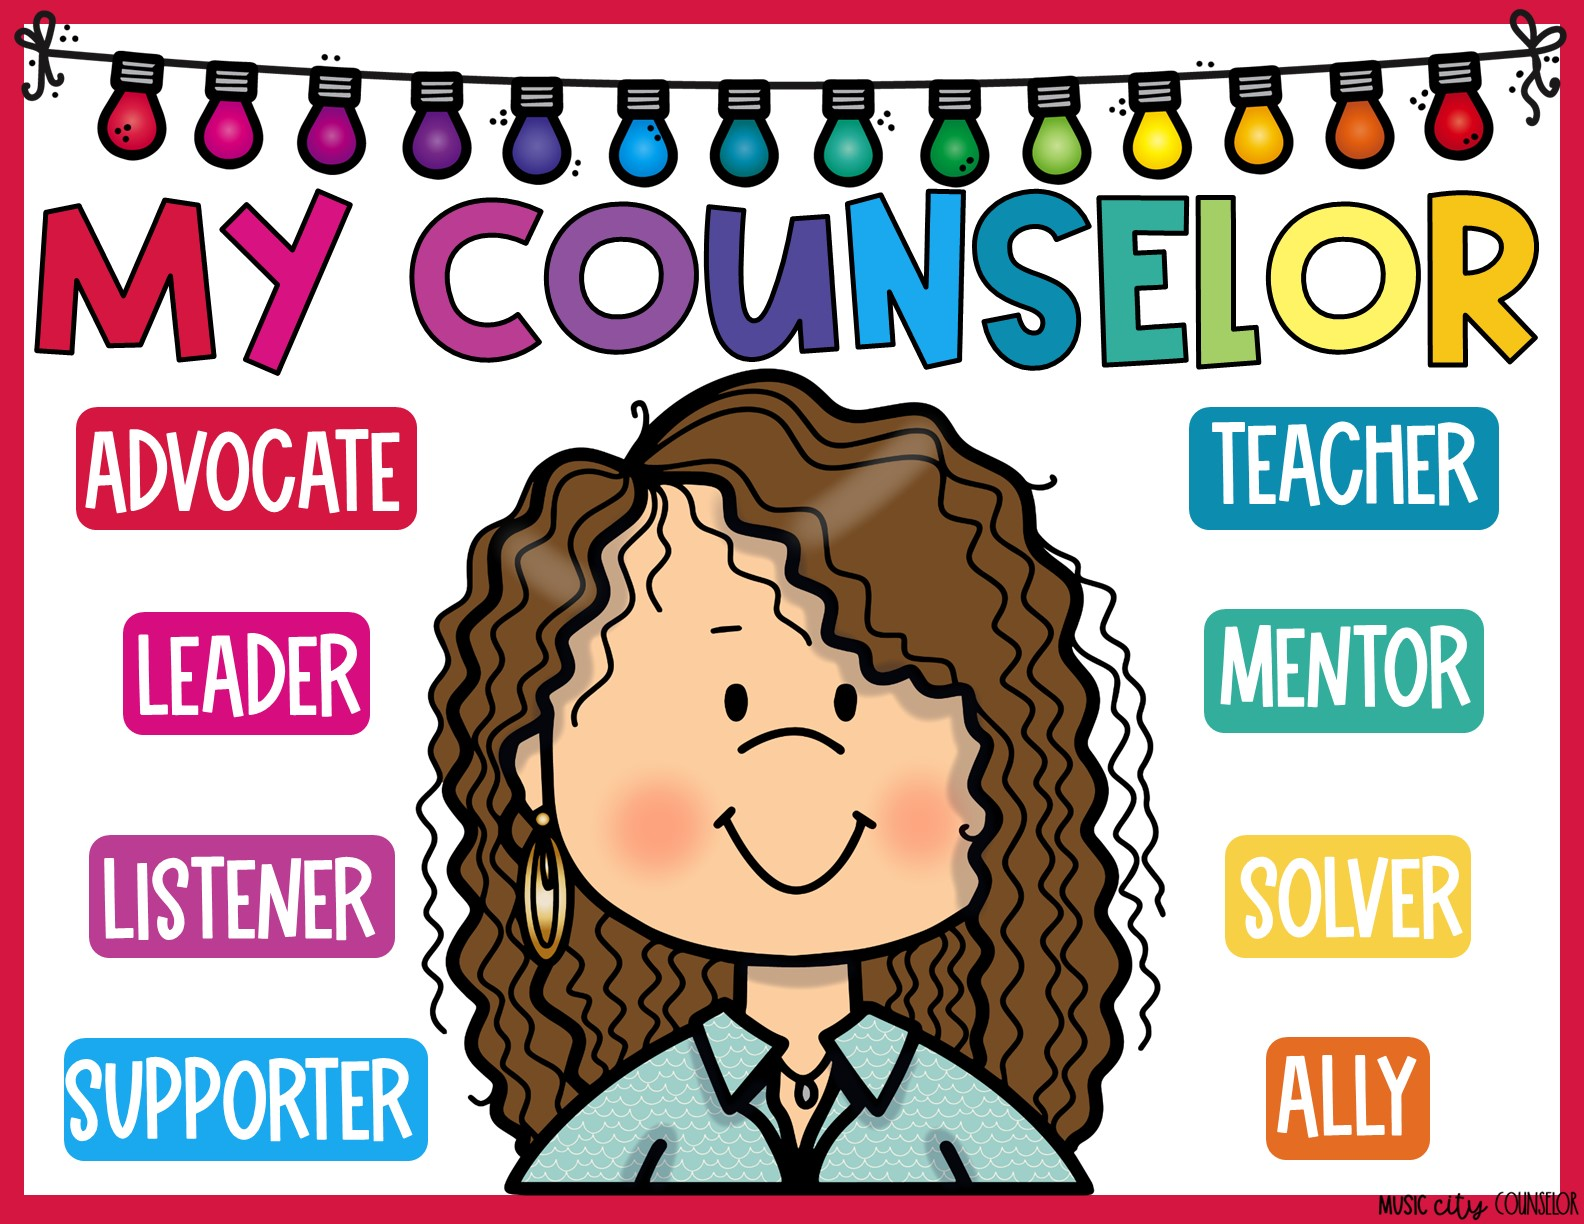 MY COUNSELOR
ADVOCATE
TEACHER
LEADER
MENTOR
LISTENER
SOLVER
SUPPORTER
ALLY
MUSIC city COUNSELOR